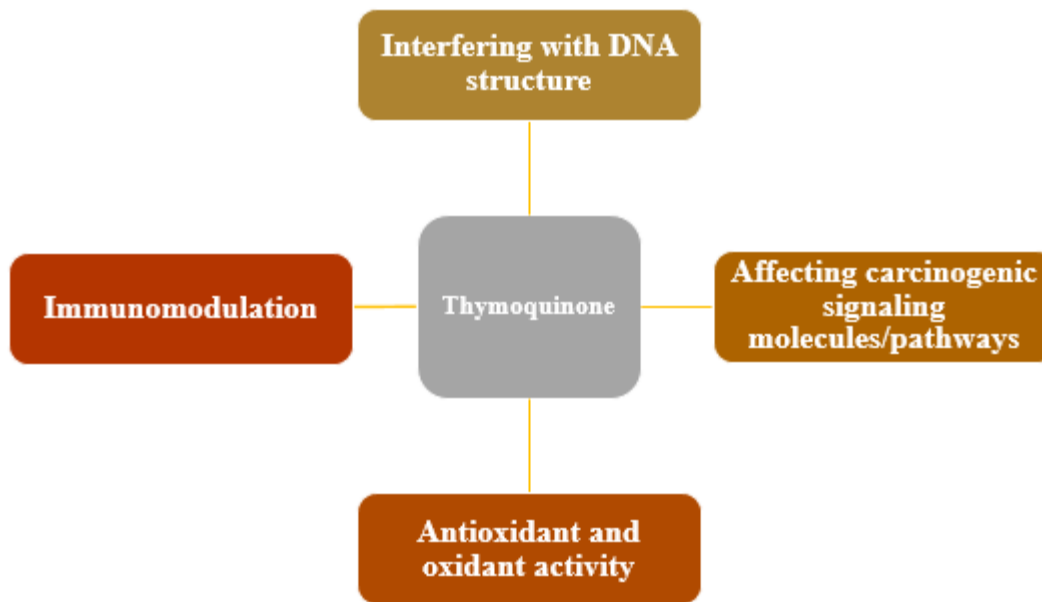 Interfering with DNA
structure
Immunomodulation
Thymoquinone
Affecting carcinogenic
signaling
molecules/pathways
Antioxidant and
oxidant activity